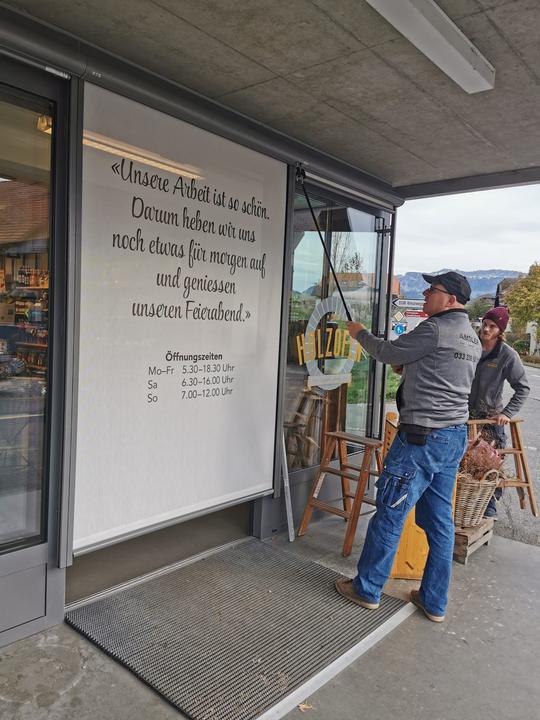 «Unsere Arbeit ist so schön.
Darum heben wir uns
noch etwas für morgen auf
und geniessen
unseren Feierabend.»
Öffnungszeiten
Mo–Fr 5.30–18.30 Uhr
Sa 6.30–16.00 Uhr
So 7.00–12.00 Uhr
HOLZOFEN
033